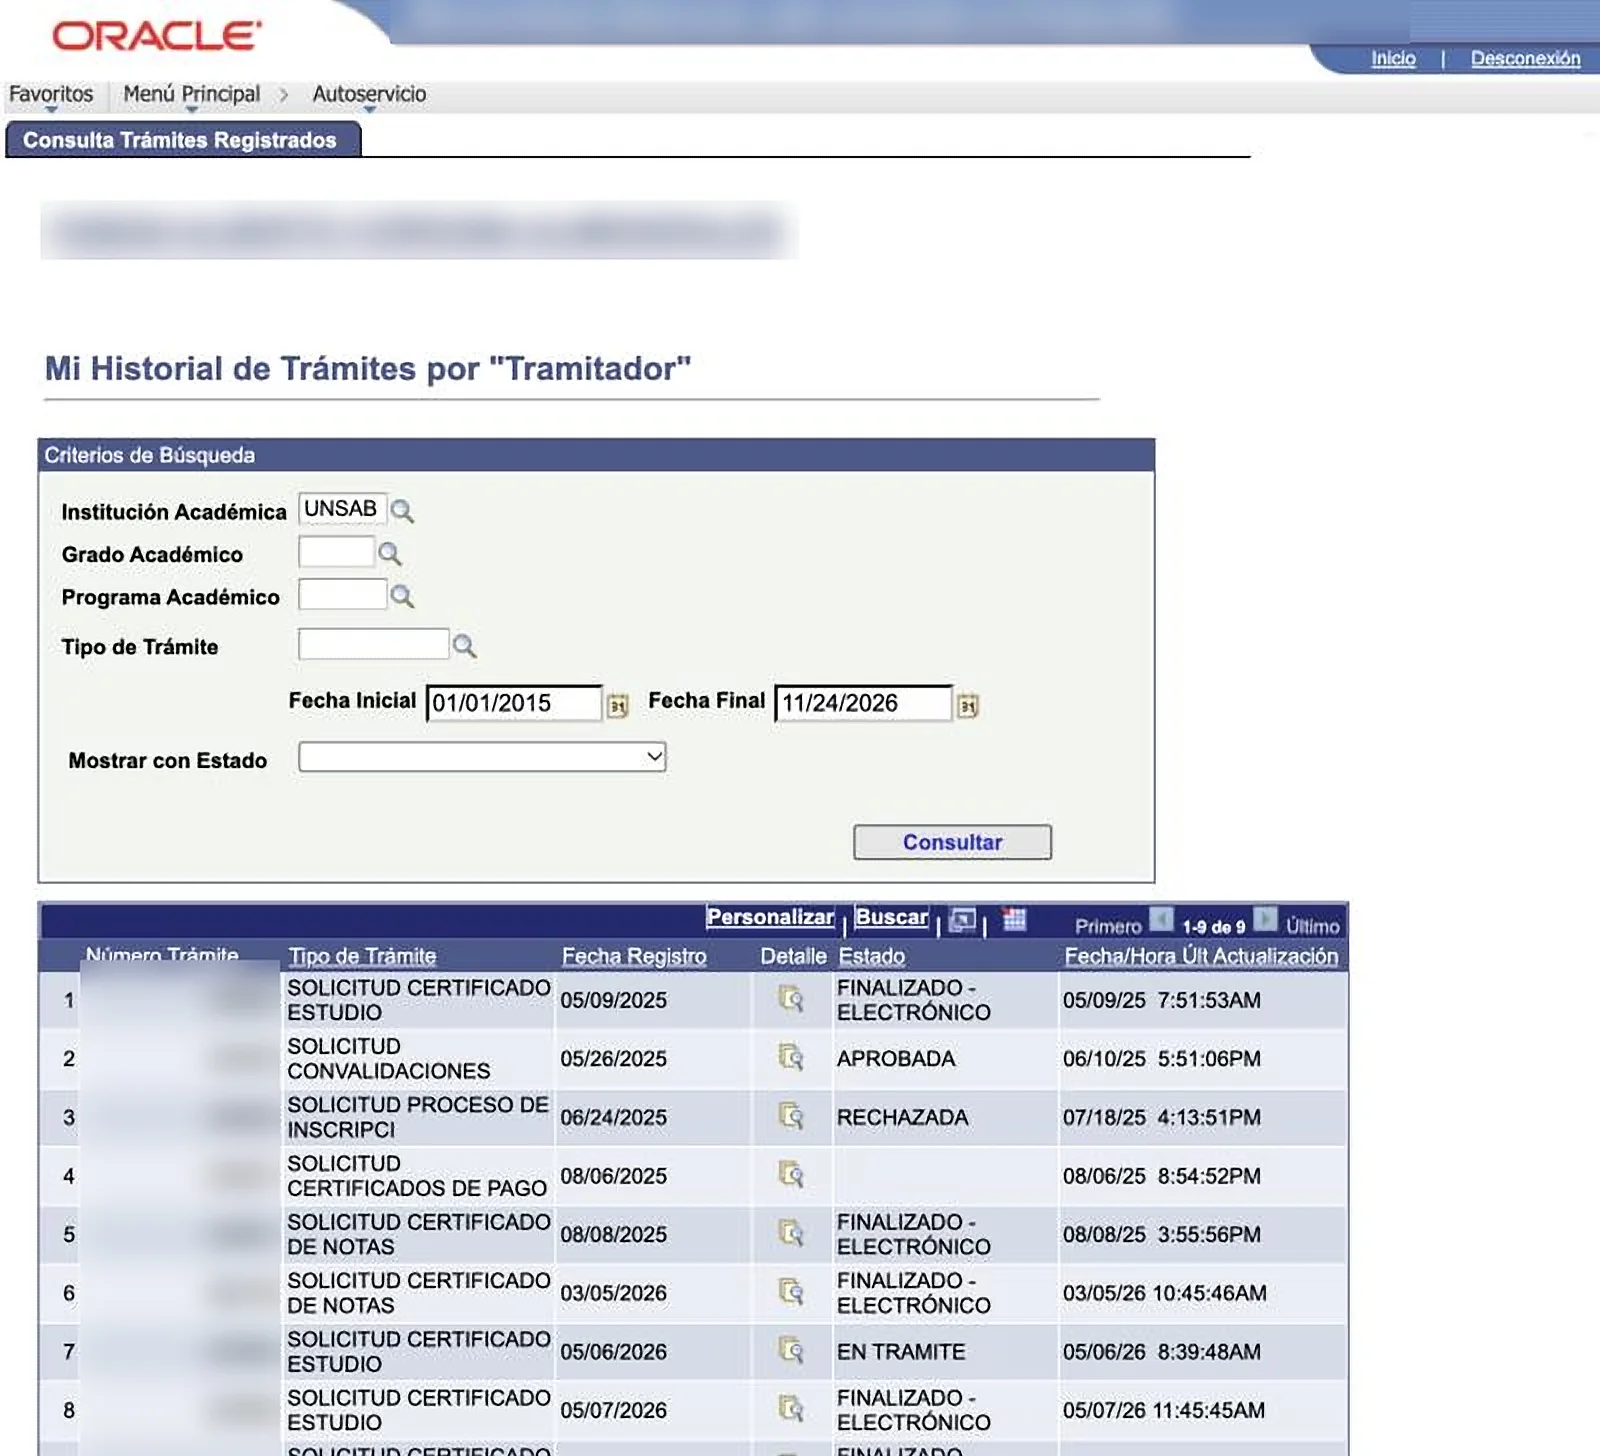 ORACLE
Inicio | Desconexión
Favoritos Menú Principal > Autoservicio
Consulta Trámites Registrados
Mi Historial de Trámites por "Tramitador"
Criterios de Búsqueda
Institución Académica UNSAB
Grado Académico
Programa Académico
Tipo de Trámite
Fecha Inicial 01/01/2015 31 Fecha Final 11/24/2026 31
Mostrar con Estado
Consultar
Personalizar | Buscar | | Primero 1-9 de 9 Último
Número Trámite Tipo de Trámite Fecha Registro Detalle Estado Fecha/Hora Últ Actualización
1 SOLICITUD CERTIFICADO ESTUDIO 05/09/2025 FINALIZADO - ELECTRÓNICO 05/09/25 7:51:53AM
2 SOLICITUD CONVALIDACIONES 05/26/2025 APROBADA 06/10/25 5:51:06PM
3 SOLICITUD PROCESO DE INSCRIPCI 06/24/2025 RECHAZADA 07/18/25 4:13:51PM
4 SOLICITUD CERTIFICADOS DE PAGO 08/06/2025 08/06/25 8:54:52PM
5 SOLICITUD CERTIFICADO DE NOTAS 08/08/2025 FINALIZADO - ELECTRÓNICO 08/08/25 3:55:56PM
6 SOLICITUD CERTIFICADO DE NOTAS 03/05/2026 FINALIZADO - ELECTRÓNICO 03/05/26 10:45:46AM
7 SOLICITUD CERTIFICADO ESTUDIO 05/06/2026 EN TRAMITE 05/06/26 8:39:48AM
8 SOLICITUD CERTIFICADO ESTUDIO 05/07/2026 FINALIZADO - ELECTRÓNICO 05/07/26 11:45:45AM
SOLICITUD CERTIFICADO FINALIZADO